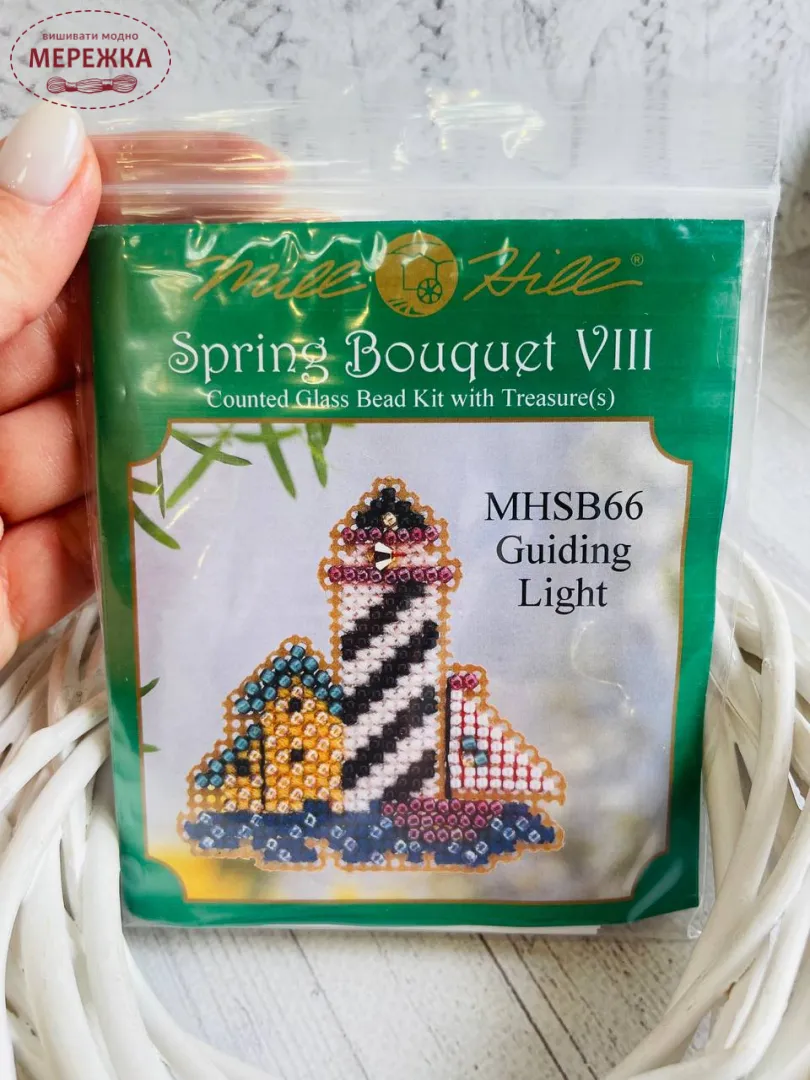 вишивати модно
МЕРЕЖКА
Mill Hill®
Spring Bouquet VIII
Counted Glass Bead Kit with Treasure(s)
MHSB66
Guiding
Light